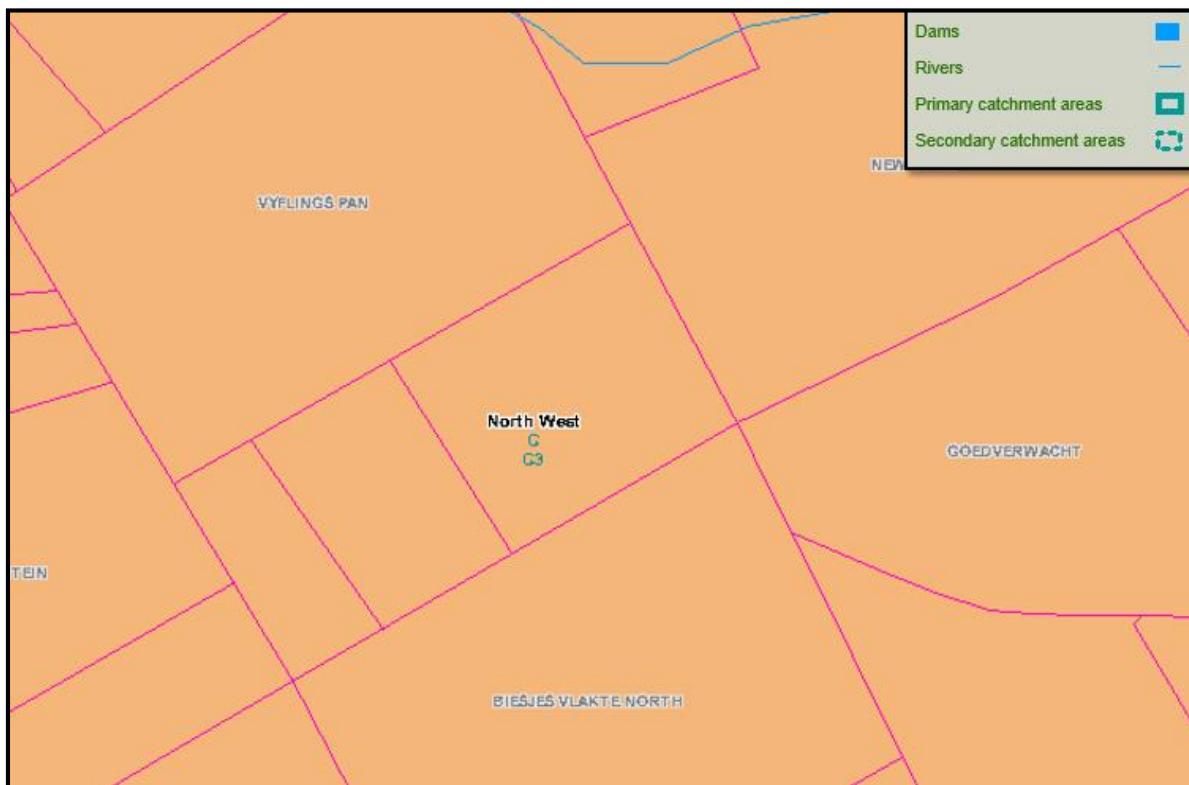 Dams
Rivers
Primary catchment areas
Secondary catchment areas
NEW
VYFLINGS PAN
North West
C
C3
GOEDVERWACHT
TEIN
BIESJES VLAKTE NORTH